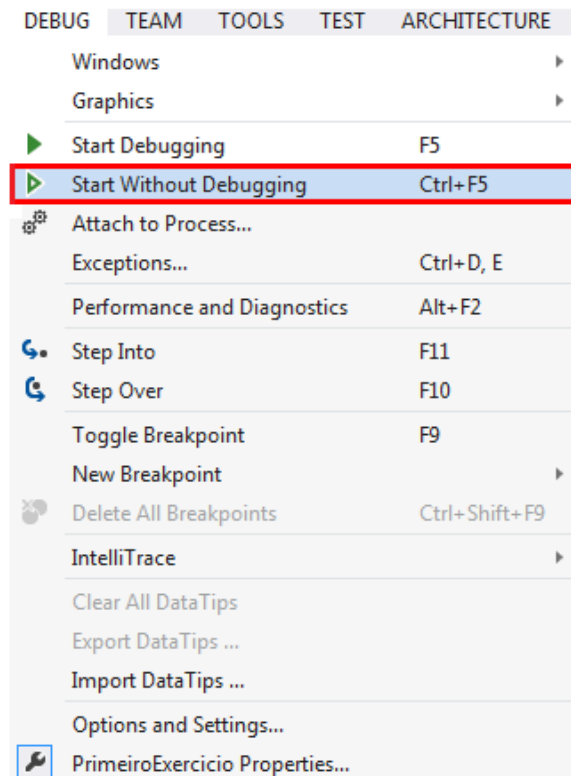 DEBUG TEAM TOOLS TEST ARCHITECTURE
Windows
Graphics
Start Debugging F5
Start Without Debugging Ctrl+F5
Attach to Process...
Exceptions... Ctrl+D, E
Performance and Diagnostics Alt+F2
Step Into F11
Step Over F10
Toggle Breakpoint F9
New Breakpoint
Delete All Breakpoints Ctrl+Shift+F9
IntelliTrace
Clear All DataTips
Export DataTips ...
Import DataTips ...
Options and Settings...
PrimeiroExercicio Properties...